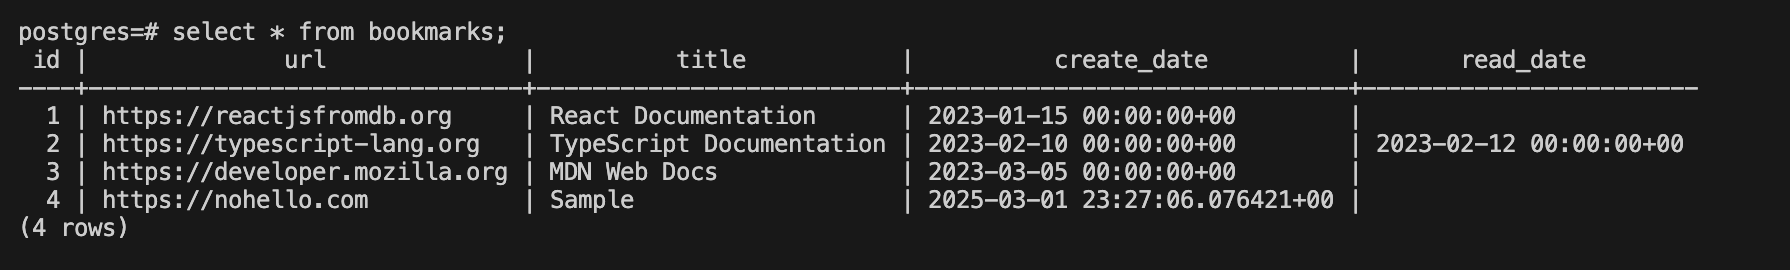 postgres=# select * from bookmarks;
 id |             url             |        title          |         create_date          |       read_date
----+-----------------------------+-----------------------+------------------------------+------------------------
  1 | https://reactjsfromdb.org    | React Documentation      | 2023-01-15 00:00:00+00        |
  2 | https://typescript-lang.org  | TypeScript Documentation | 2023-02-10 00:00:00+00        | 2023-02-12 00:00:00+00
  3 | https://developer.mozilla.org | MDN Web Docs            | 2023-03-05 00:00:00+00        |
  4 | https://nohello.com          | Sample                   | 2025-03-01 23:27:06.076421+00 |
(4 rows)